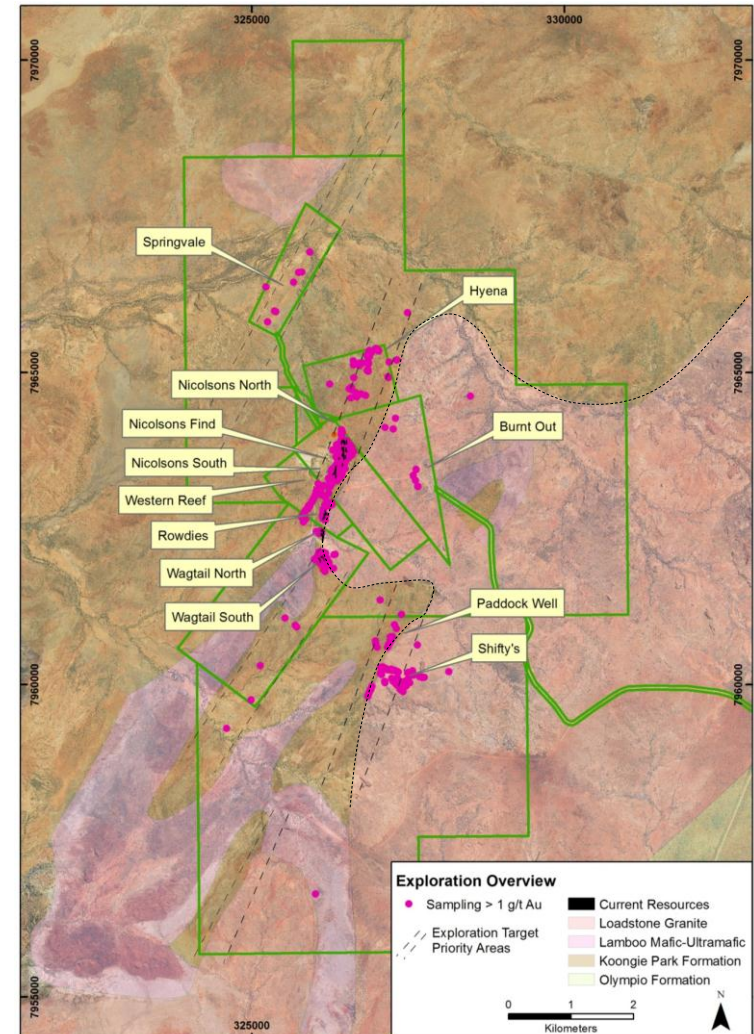 325000
330000
7970000
7970000
Springvale
Hyena
7965000
7965000
Nicolsons North
Nicolsons Find
Burnt Out
Nicolsons South
Western Reef
Rowdies
Wagtail North
Paddock Well
Wagtail South
Shifty's
7960000
7960000
Exploration Overview
Sampling > 1 g/t Au
Exploration Target
Priority Areas
Current Resources
Loadstone Granite
Lamboo Mafic-Ultramafic
Koongie Park Formation
Olympio Formation
N
0 1 2
Kilometers
7955000
325000